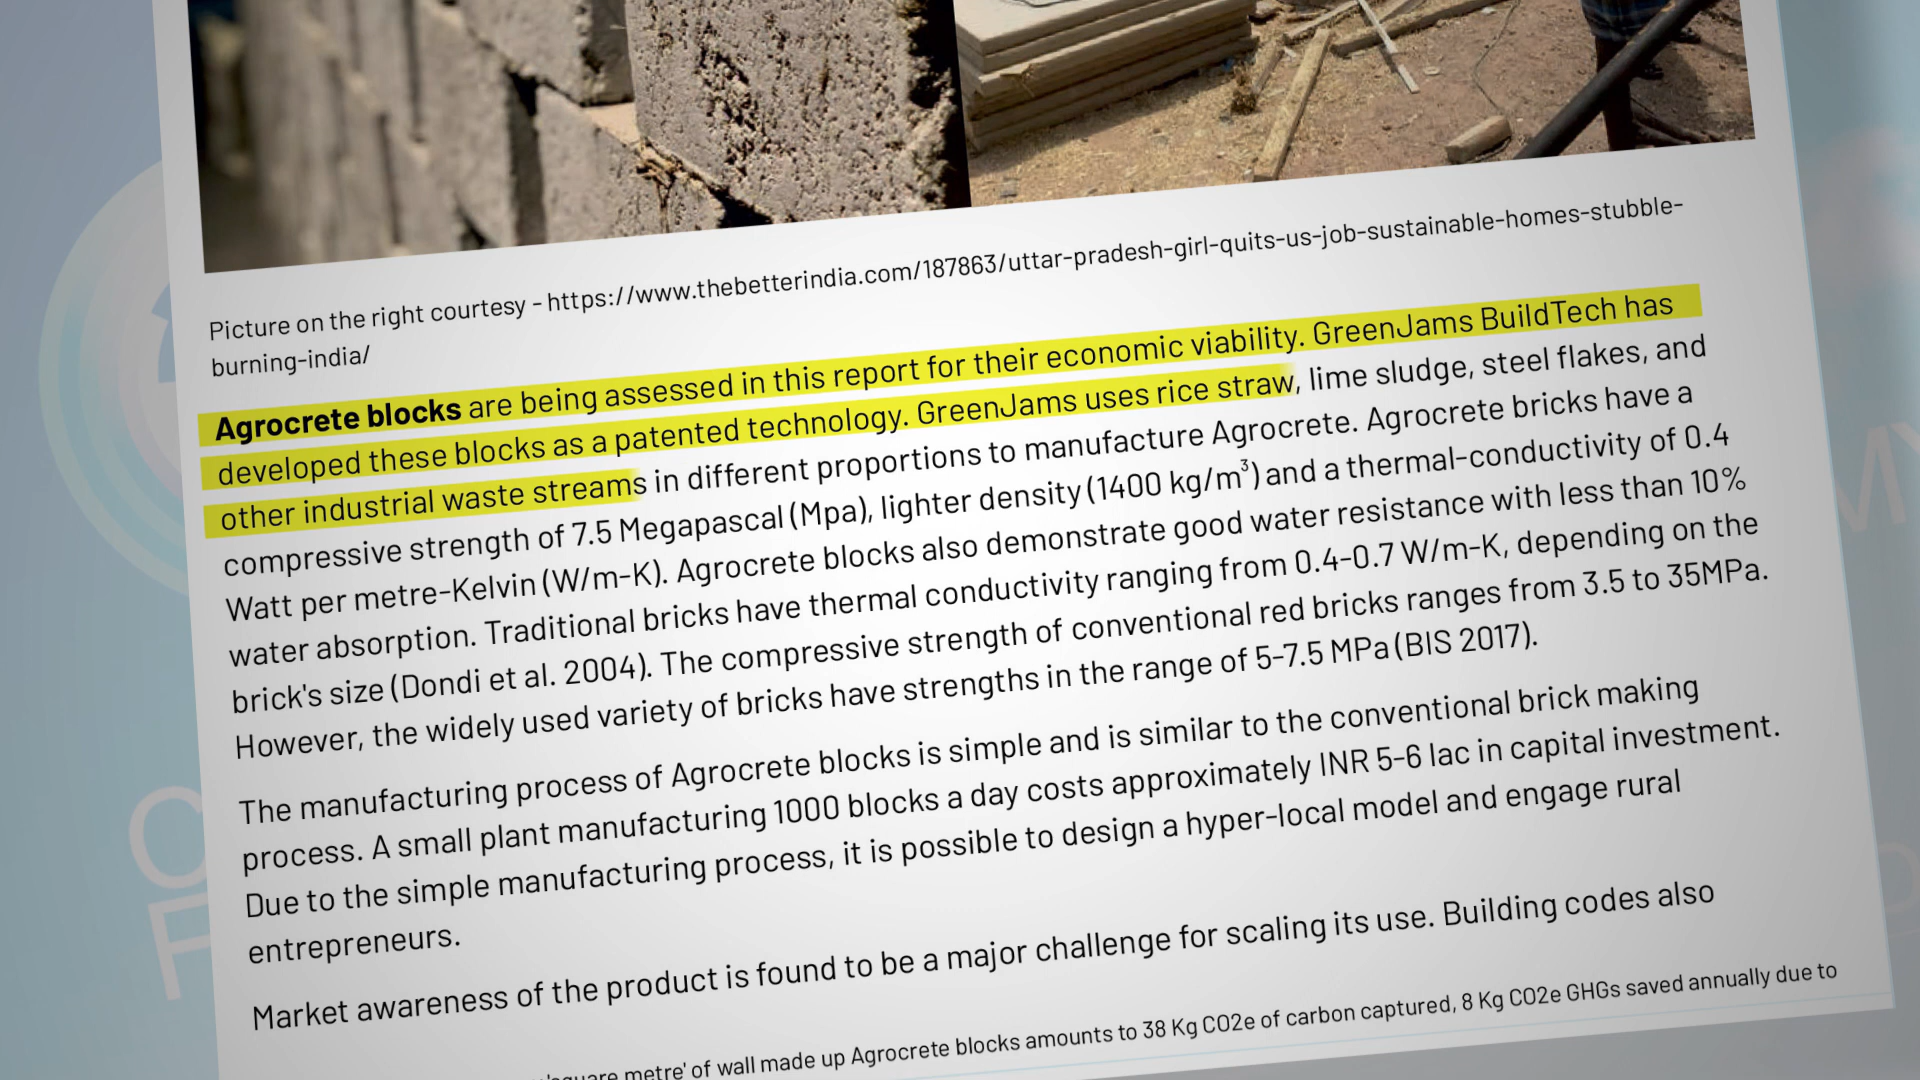 Picture on the right courtesy - https://www.thebetterindia.com/187863/uttar-pradesh-girl-quits-us-job-sustainable-homes-stubble-
burning-india/
Agrocrete blocks are being assessed in this report for their economic viability. GreenJams BuildTech has
developed these blocks as a patented technology. GreenJams uses rice straw, lime sludge, steel flakes, and
other industrial waste streams in different proportions to manufacture Agrocrete. Agrocrete bricks have a
compressive strength of 7.5 Megapascal (Mpa), lighter density (1400 kg/m³) and a thermal-conductivity of 0.4
Watt per metre-Kelvin (W/m-K). Agrocrete blocks also demonstrate good water resistance with less than 10%
water absorption. Traditional bricks have thermal conductivity ranging from 0.4-0.7 W/m-K, depending on the
brick's size (Dondi et al. 2004). The compressive strength of conventional red bricks ranges from 3.5 to 35MPa.
However, the widely used variety of bricks have strengths in the range of 5-7.5 MPa (BIS 2017).
The manufacturing process of Agrocrete blocks is simple and is similar to the conventional brick making
process. A small plant manufacturing 1000 blocks a day costs approximately INR 5-6 lac in capital investment.
Due to the simple manufacturing process, it is possible to design a hyper-local model and engage rural
entrepreneurs.
Market awareness of the product is found to be a major challenge for scaling its use. Building codes also
metre' of wall made up Agrocrete blocks amounts to 38 Kg CO2e of carbon captured, 8 Kg CO2e GHGs saved annually due to